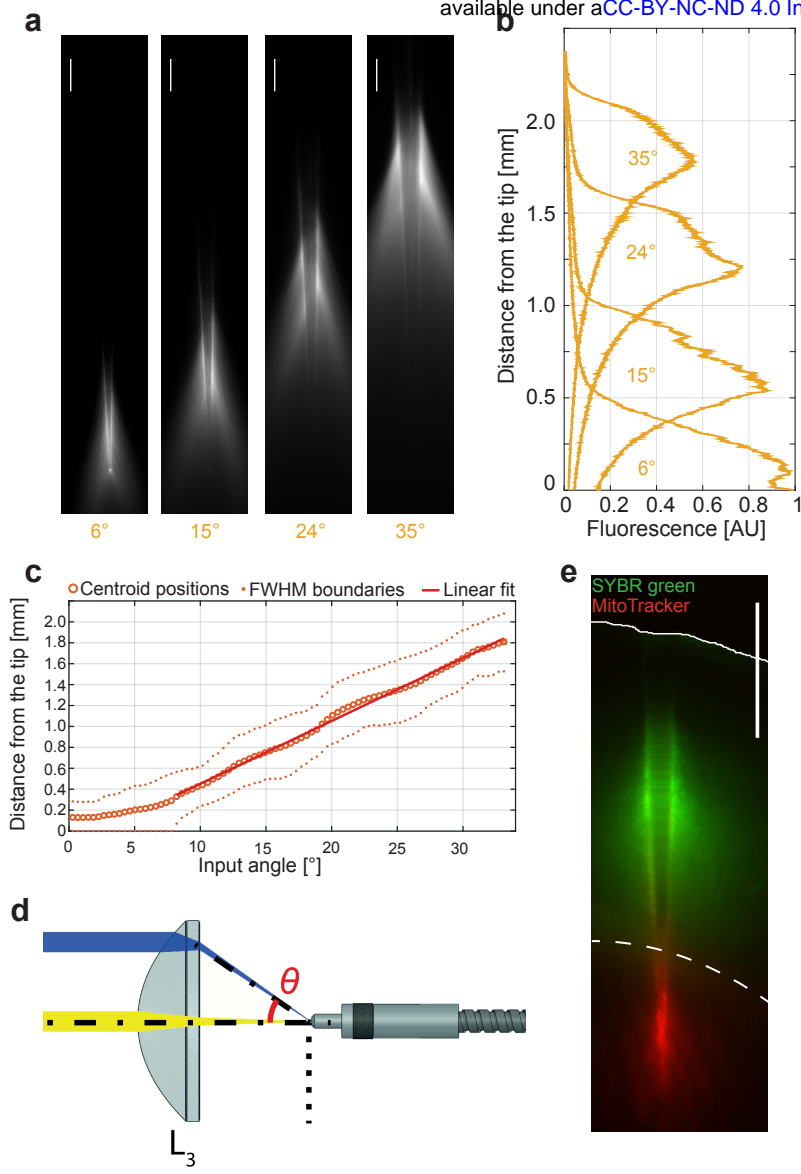 available under aCC-BY-NC-ND 4.0 In
a
6°
15°
24°
35°
b
Distance from the tip [mm]
2.0
1.5
1.0
0.5
0
35°
24°
15°
6°
0 0.2 0.4 0.6 0.8 1
Fluorescence [AU]
c
Centroid positions FWHM boundaries Linear fit
Distance from the tip [mm]
2.0
1.8
1.6
1.4
1.2
1.0
0.8
0.6
0.4
0.2
0
0 5 10 15 20 25 30
Input angle [°]
d
θ
L3
e
SYBR green
MitoTracker